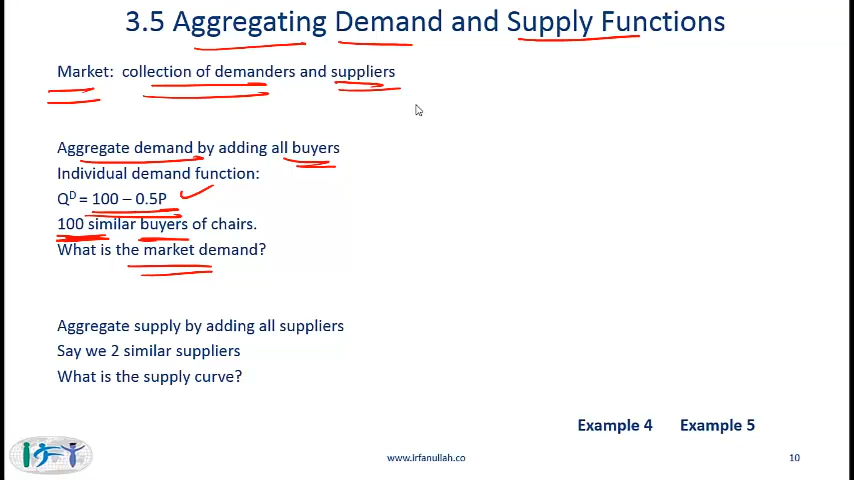 3.5 Aggregating Demand and Supply Functions
Market: collection of demanders and suppliers
Aggregate demand by adding all buyers
Individual demand function:
Qᴰ = 100 – 0.5P
100 similar buyers of chairs.
What is the market demand?
Aggregate supply by adding all suppliers
Say we 2 similar suppliers
What is the supply curve?
Example 4 Example 5
www.irfanullah.co
10